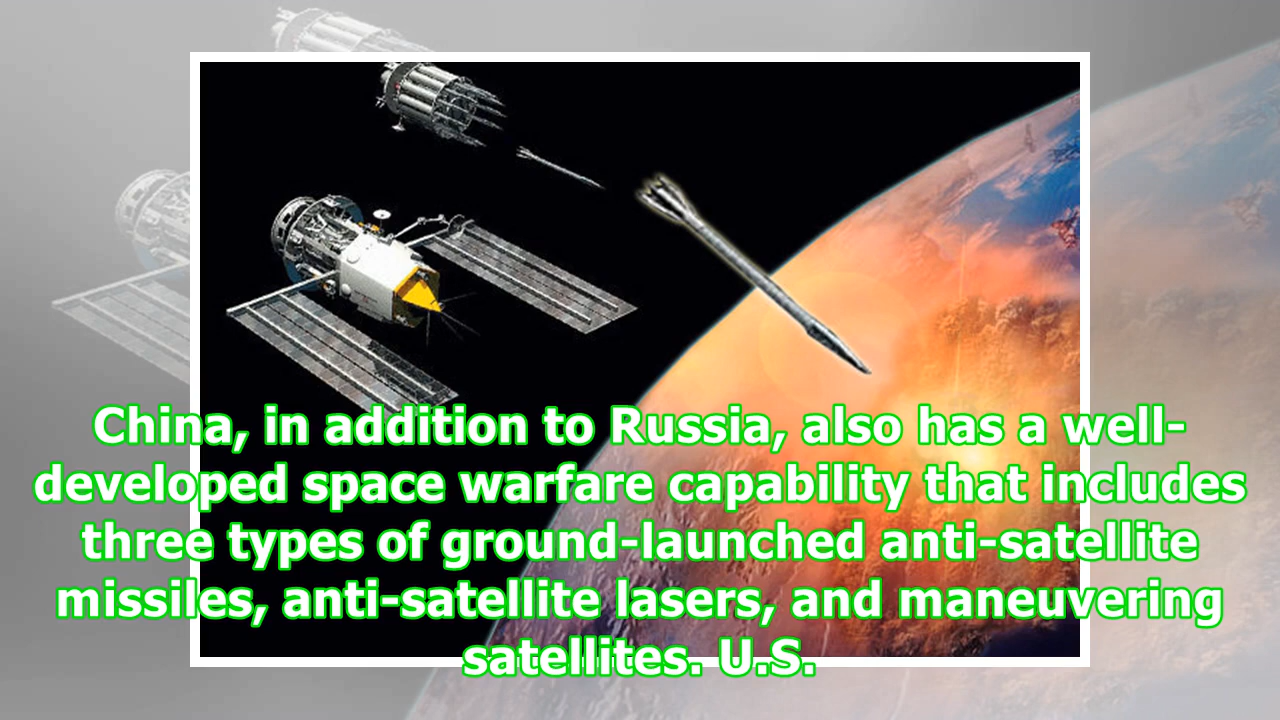 China, in addition to Russia, also has a well-
developed space warfare capability that includes
three types of ground-launched anti-satellite
missiles, anti-satellite lasers, and maneuvering
satellites. U.S.